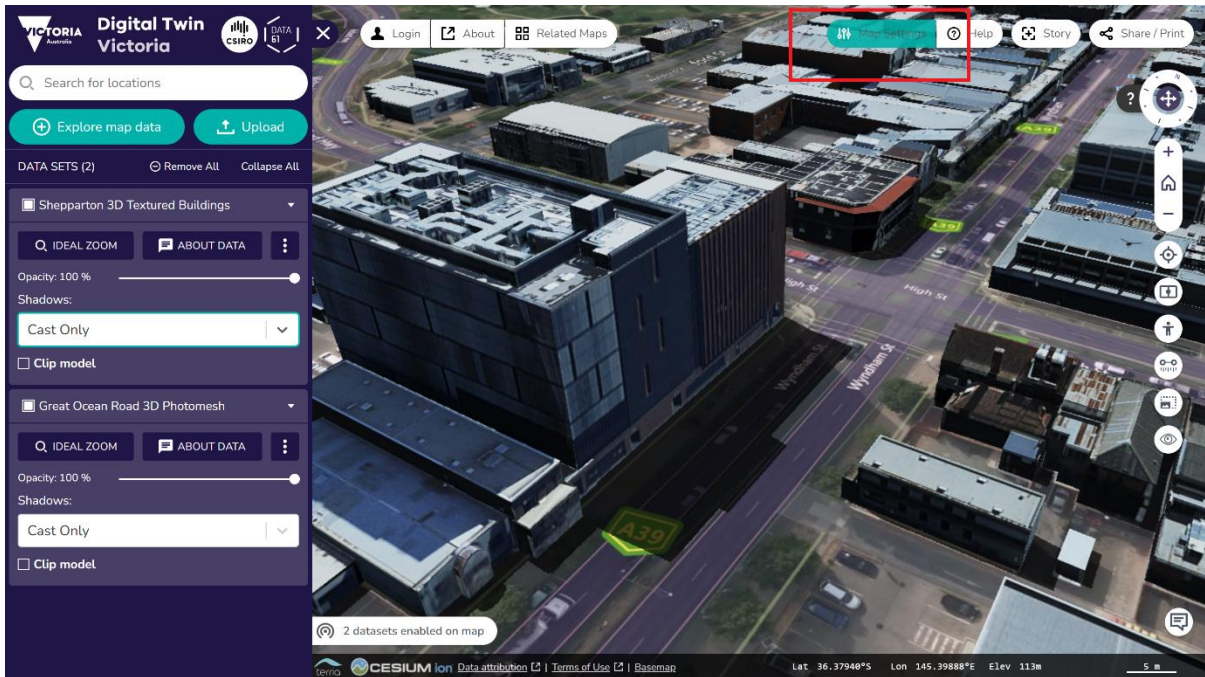 VICTORIA
Australia
Digital Twin
Victoria
CSIRO
DATA
61
Search for locations
Explore map data
Upload
DATA SETS (2)
Remove All
Collapse All
Shepparton 3D Textured Buildings
IDEAL ZOOM
ABOUT DATA
Opacity: 100 %
Shadows:
Cast Only
Clip model
Great Ocean Road 3D Photomesh
IDEAL ZOOM
ABOUT DATA
Opacity: 100 %
Shadows:
Cast Only
Clip model
Login
About
Related Maps
Map Settings
Help
Story
Share / Print
N
?
A39
A39
High St
High St
Wyndham St
Wyndham St
A39
2 datasets enabled on map
terria
CESIUM ion Data attribution | Terms of Use | Basemap
Lat 36.37940°S Lon 145.39888°E Elev 113m
5 m